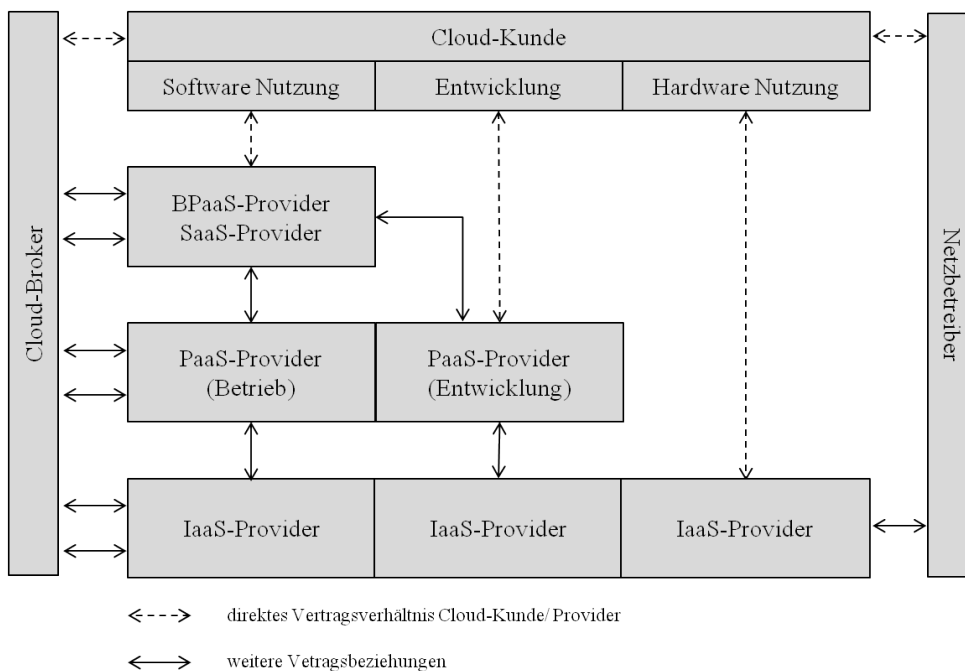 Cloud-Kunde
Software Nutzung
Entwicklung
Hardware Nutzung
BPaaS-Provider
SaaS-Provider
Cloud-Broker
Netzbetreiber
PaaS-Provider
(Betrieb)
PaaS-Provider
(Entwicklung)
IaaS-Provider
IaaS-Provider
IaaS-Provider
direktes Vertragsverhältnis Cloud-Kunde/ Provider
weitere Vetragsbeziehungen